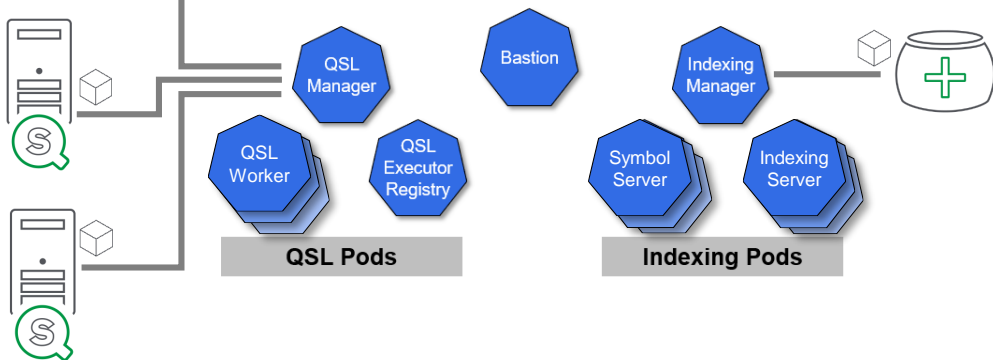 QSL
Manager
Bastion
Indexing
Manager
S
QSL
Worker
QSL
Executor
Registry
Symbol
Server
Indexing
Server
QSL Pods
Indexing Pods
S